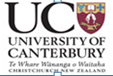 UC
UNIVERSITY OF
CANTERBURY
Te Whare Wānanga o Waitaha
CHRISTCHURCH NEW ZEALAND